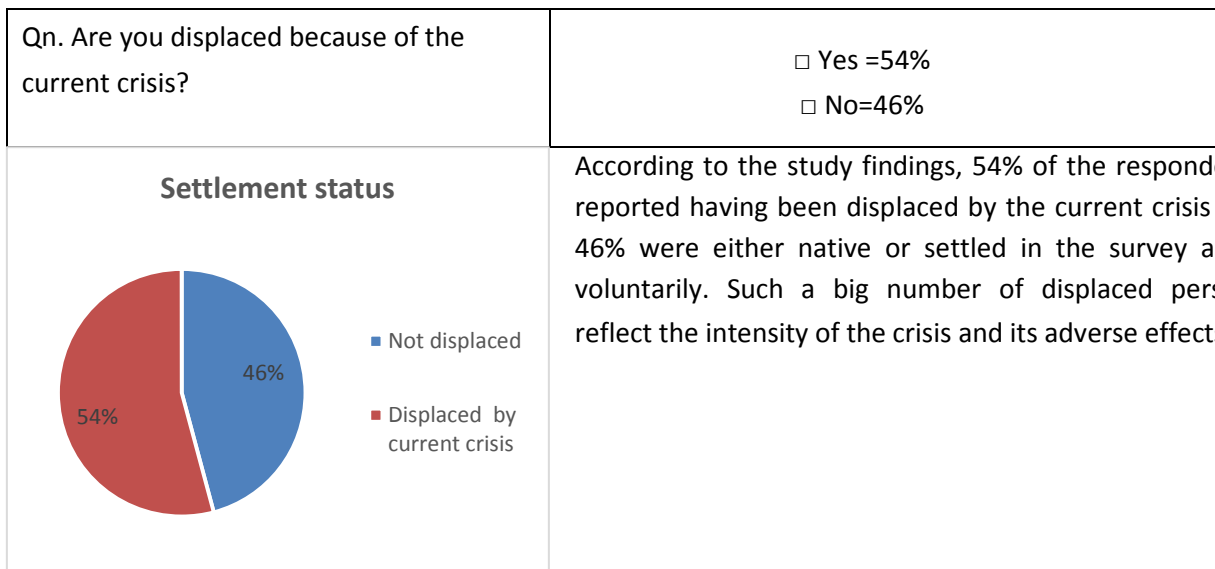 Qn. Are you displaced because of the
current crisis?
□ Yes =54%
□ No=46%
Settlement status
46%
54%
Not displaced
Displaced by
current crisis
According to the study findings, 54% of the
reported having been displaced by the current crisis
46% were either native or settled in the survey
voluntarily. Such a big number of displaced
reflect the intensity of the crisis and its adverse